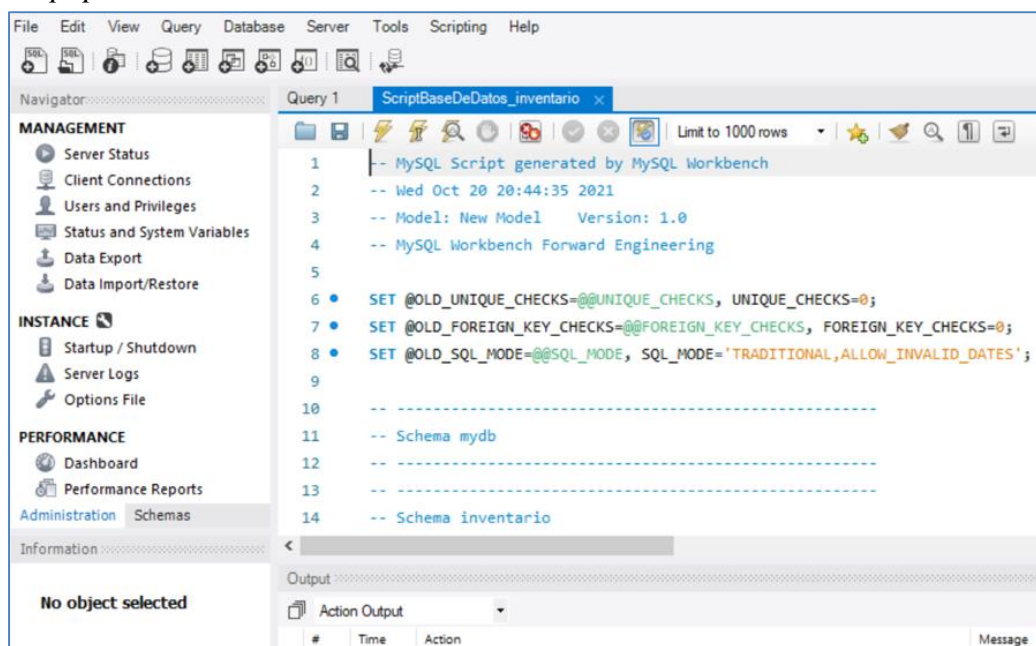 File Edit View Query Database Server Tools Scripting Help
Navigator
MANAGEMENT
Server Status
Client Connections
Users and Privileges
Status and System Variables
Data Export
Data Import/Restore
INSTANCE
Startup / Shutdown
Server Logs
Options File
PERFORMANCE
Dashboard
Performance Reports
Administration Schemas
Information
No object selected
Query 1 ScriptBaseDeDatos_inventario
Limit to 1000 rows
1 -- MySQL Script generated by MySQL Workbench
2 -- Wed Oct 20 20:44:35 2021
3 -- Model: New Model    Version: 1.0
4 -- MySQL Workbench Forward Engineering
5
6 SET @OLD_UNIQUE_CHECKS=@@UNIQUE_CHECKS, UNIQUE_CHECKS=0;
7 SET @OLD_FOREIGN_KEY_CHECKS=@@FOREIGN_KEY_CHECKS, FOREIGN_KEY_CHECKS=0;
8 SET @OLD_SQL_MODE=@@SQL_MODE, SQL_MODE='TRADITIONAL,ALLOW_INVALID_DATES';
9
10 -- -----------------------------------------------------
11 -- Schema mydb
12 -- -----------------------------------------------------
13 -- -----------------------------------------------------
14 -- Schema inventario
Output
Action Output
# Time Action Message